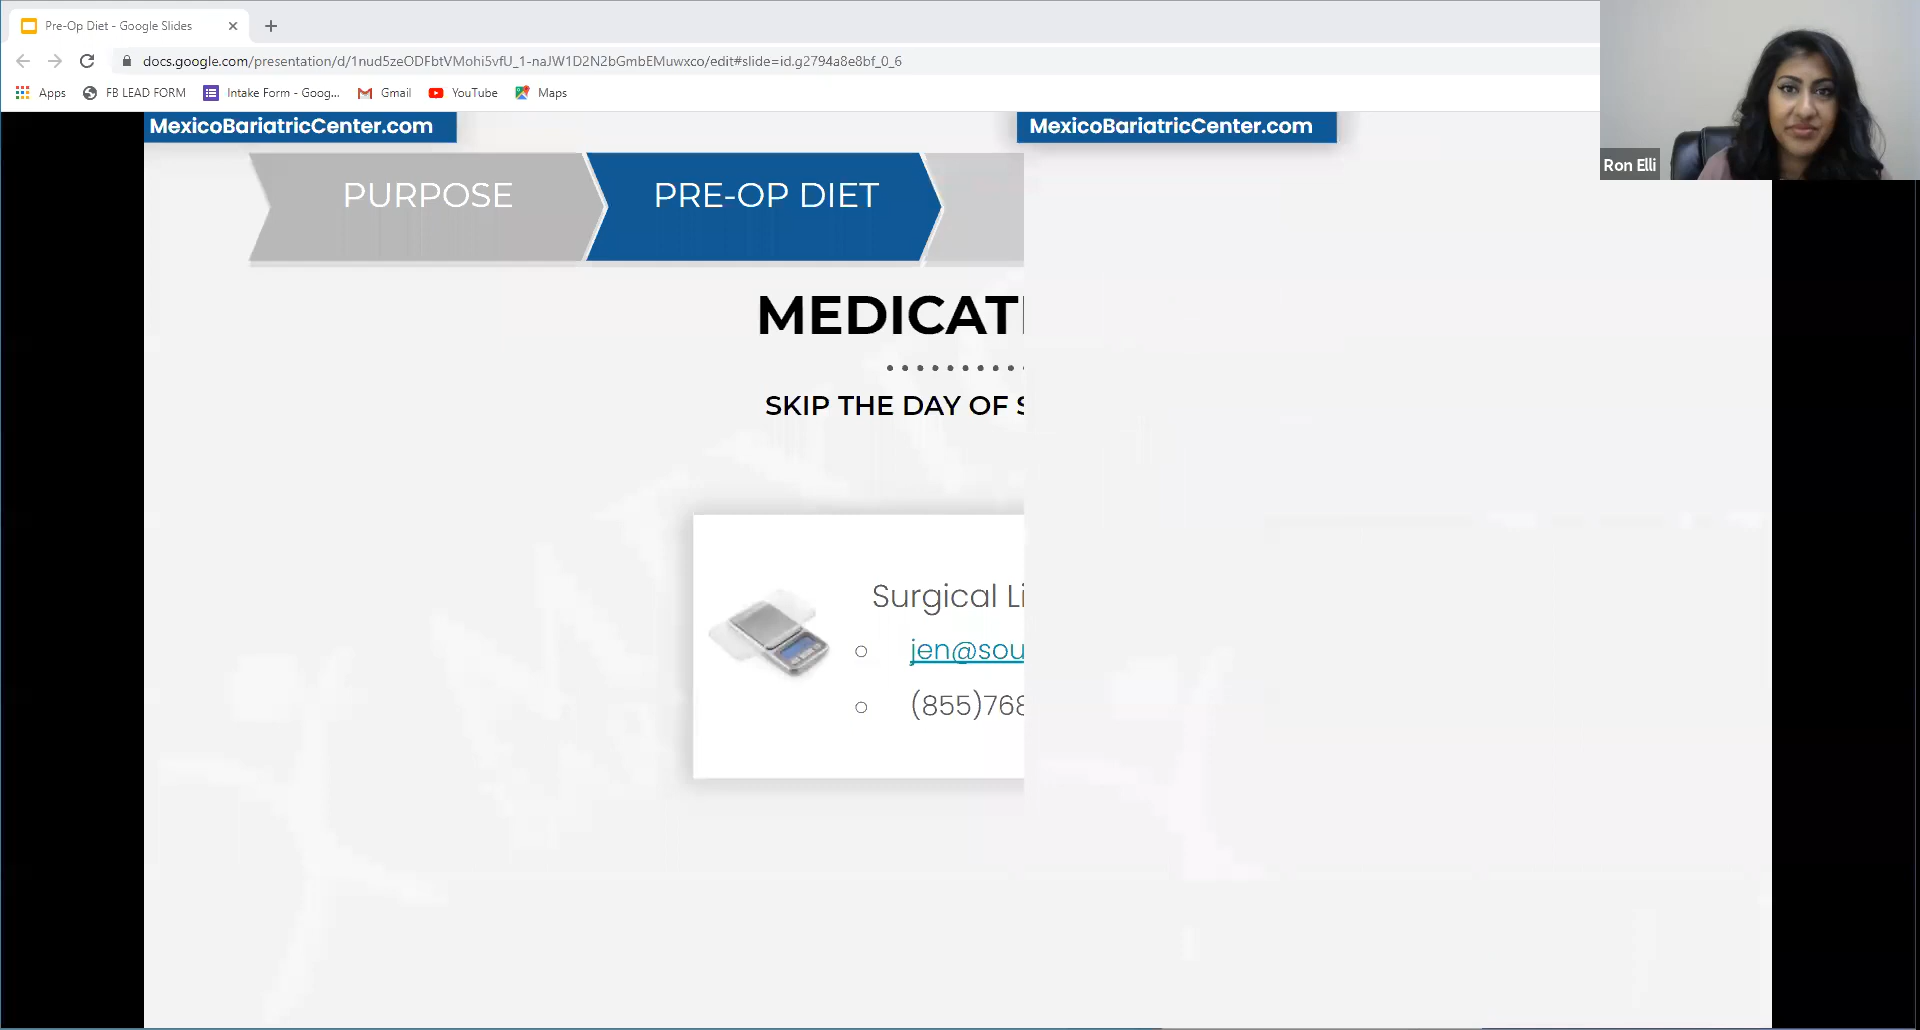 Pre-Op Diet - Google Slides
docs.google.com/presentation/d/1nud5zeODFbtVMohi5vfU_1-naJW1D2N2bGmbEMuwxco/edit#slide=id.g2794a8e8bf_0_6
Apps FB LEAD FORM Intake Form - Goog... Gmail YouTube Maps
Ron Elli
MexicoBariatricCenter.com MexicoBariatricCenter.com
PURPOSE PRE-OP DIET
MEDICAT
SKIP THE DAY OF S
Surgical Li
jen@sou
(855)768